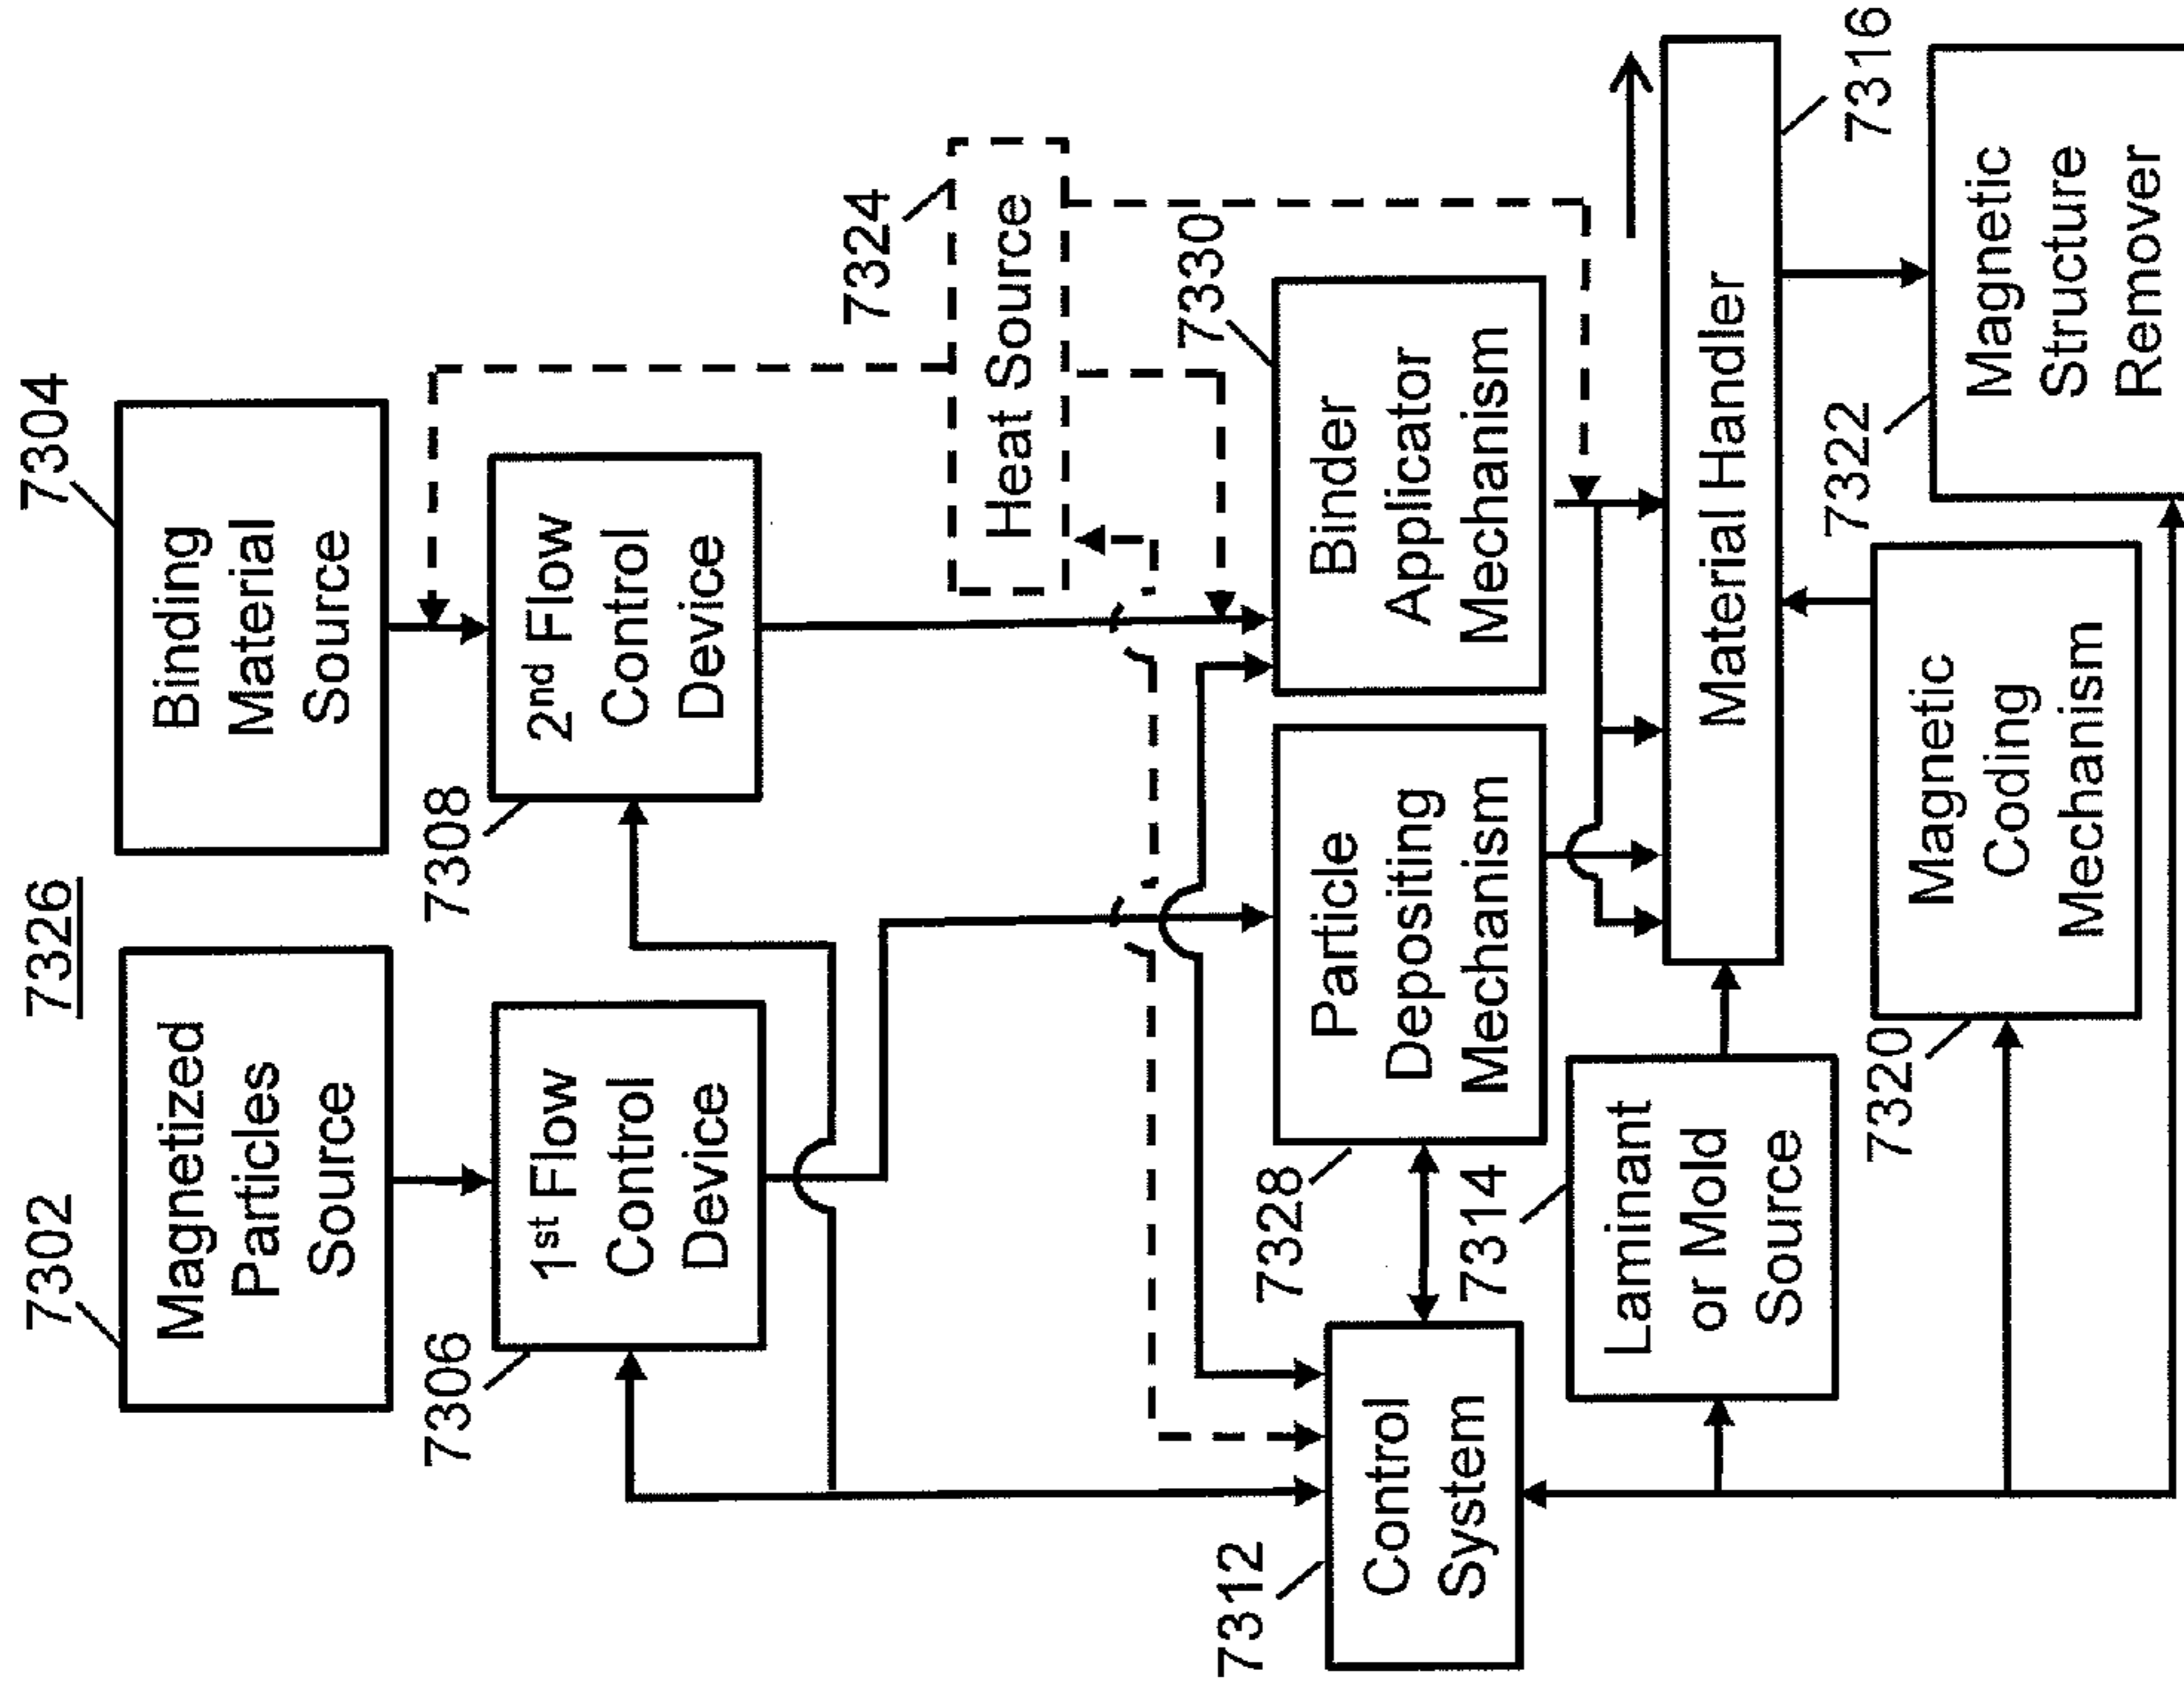 7326
7302
7304
Magnetized
Particles
Source
Binding
Material
Source
7306
7308
1st Flow
Control
Device
2nd Flow
Control
Device
7324
Heat Source
7312
7328
7330
Control
System
Particle
Depositing
Mechanism
Binder
Applicator
Mechanism
7314
Laminant
or Mold
Source
Material Handler
7316
7320
7322
Magnetic
Coding
Mechanism
Magnetic
Structure
Remover